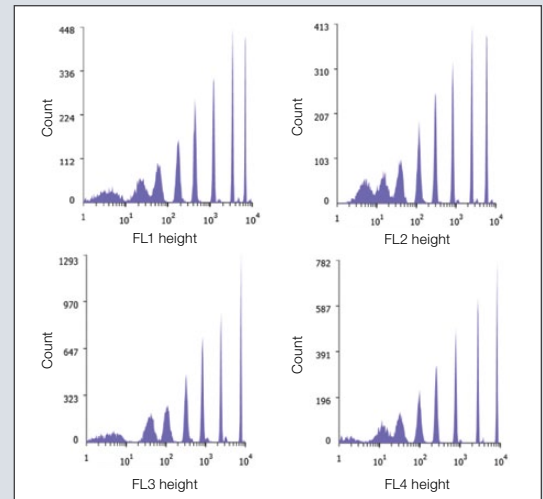 448
336
224
112
0
Count
1 10¹ 10² 10³ 10⁴
FL1 height
413
310
207
103
0
Count
1 10¹ 10² 10³ 10⁴
FL2 height
1293
970
647
323
0
Count
1 10¹ 10² 10³ 10⁴
FL3 height
782
587
391
196
0
Count
1 10¹ 10² 10³ 10⁴
FL4 height